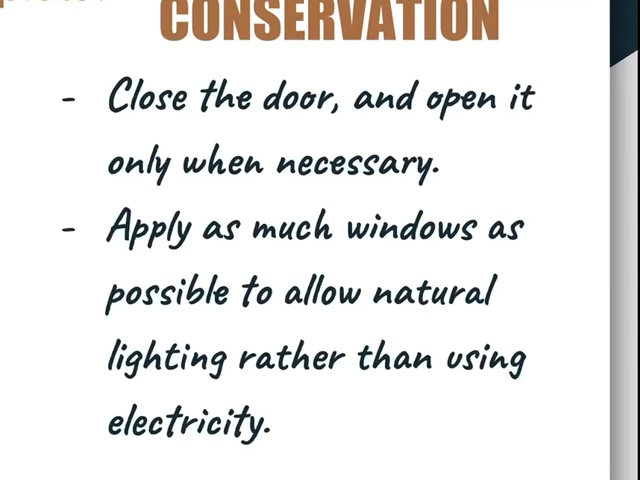 CONSERVATION
- Close the door, and open it
only when necessary.
- Apply as much windows as
possible to allow natural
lighting rather than using
electricity.